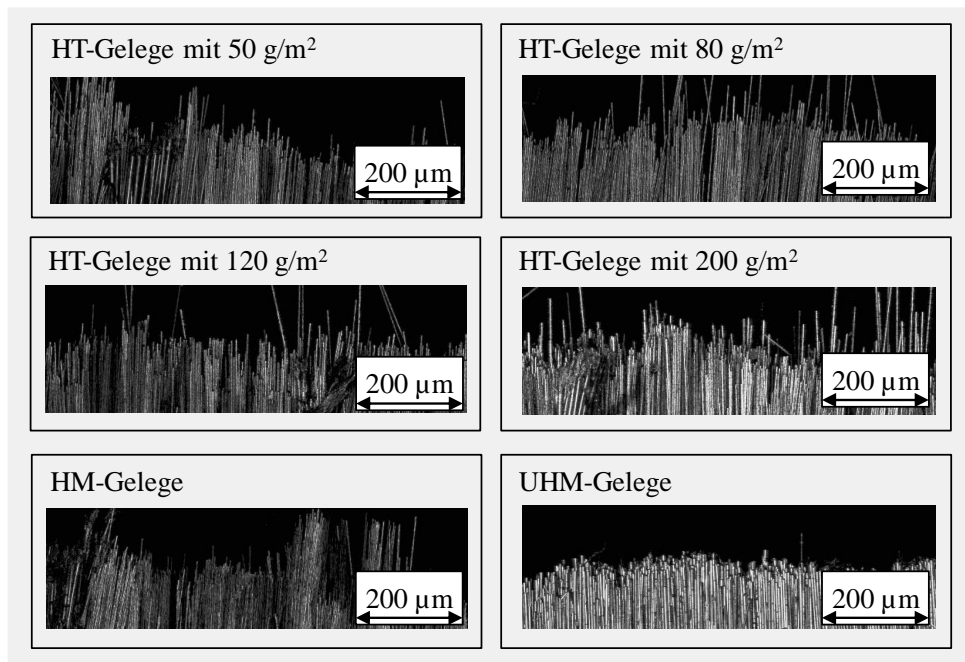 HT-Gelege mit 50 g/m²
200 µm
HT-Gelege mit 80 g/m²
200 µm
HT-Gelege mit 120 g/m²
200 µm
HT-Gelege mit 200 g/m²
200 µm
HM-Gelege
200 µm
UHM-Gelege
200 µm